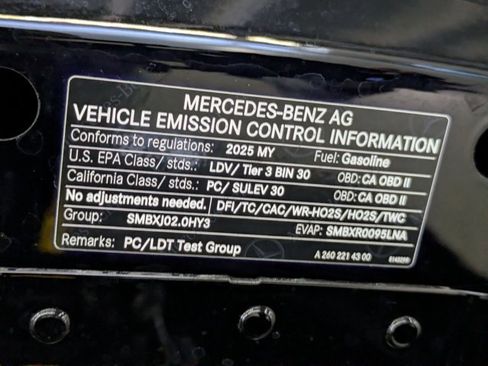 MERCEDES-BENZ AG
VEHICLE EMISSION CONTROL INFORMATION
Conforms to regulations: 2025 MY Fuel: Gasoline
U.S. EPA Class/ stds.: LDV/ Tier 3 BIN 30 OBD: CA OBD II
California Class/ stds.: PC/ SULEV 30 OBD: CA OBD II
No adjustments needed. DFI/TC/CAC/WR-HO2S/HO2S/TWC
Group: SMBXJ02.0HY3 EVAP: SMBXR0095LNA
Remarks: PC/LDT Test Group A 260 221 43 00